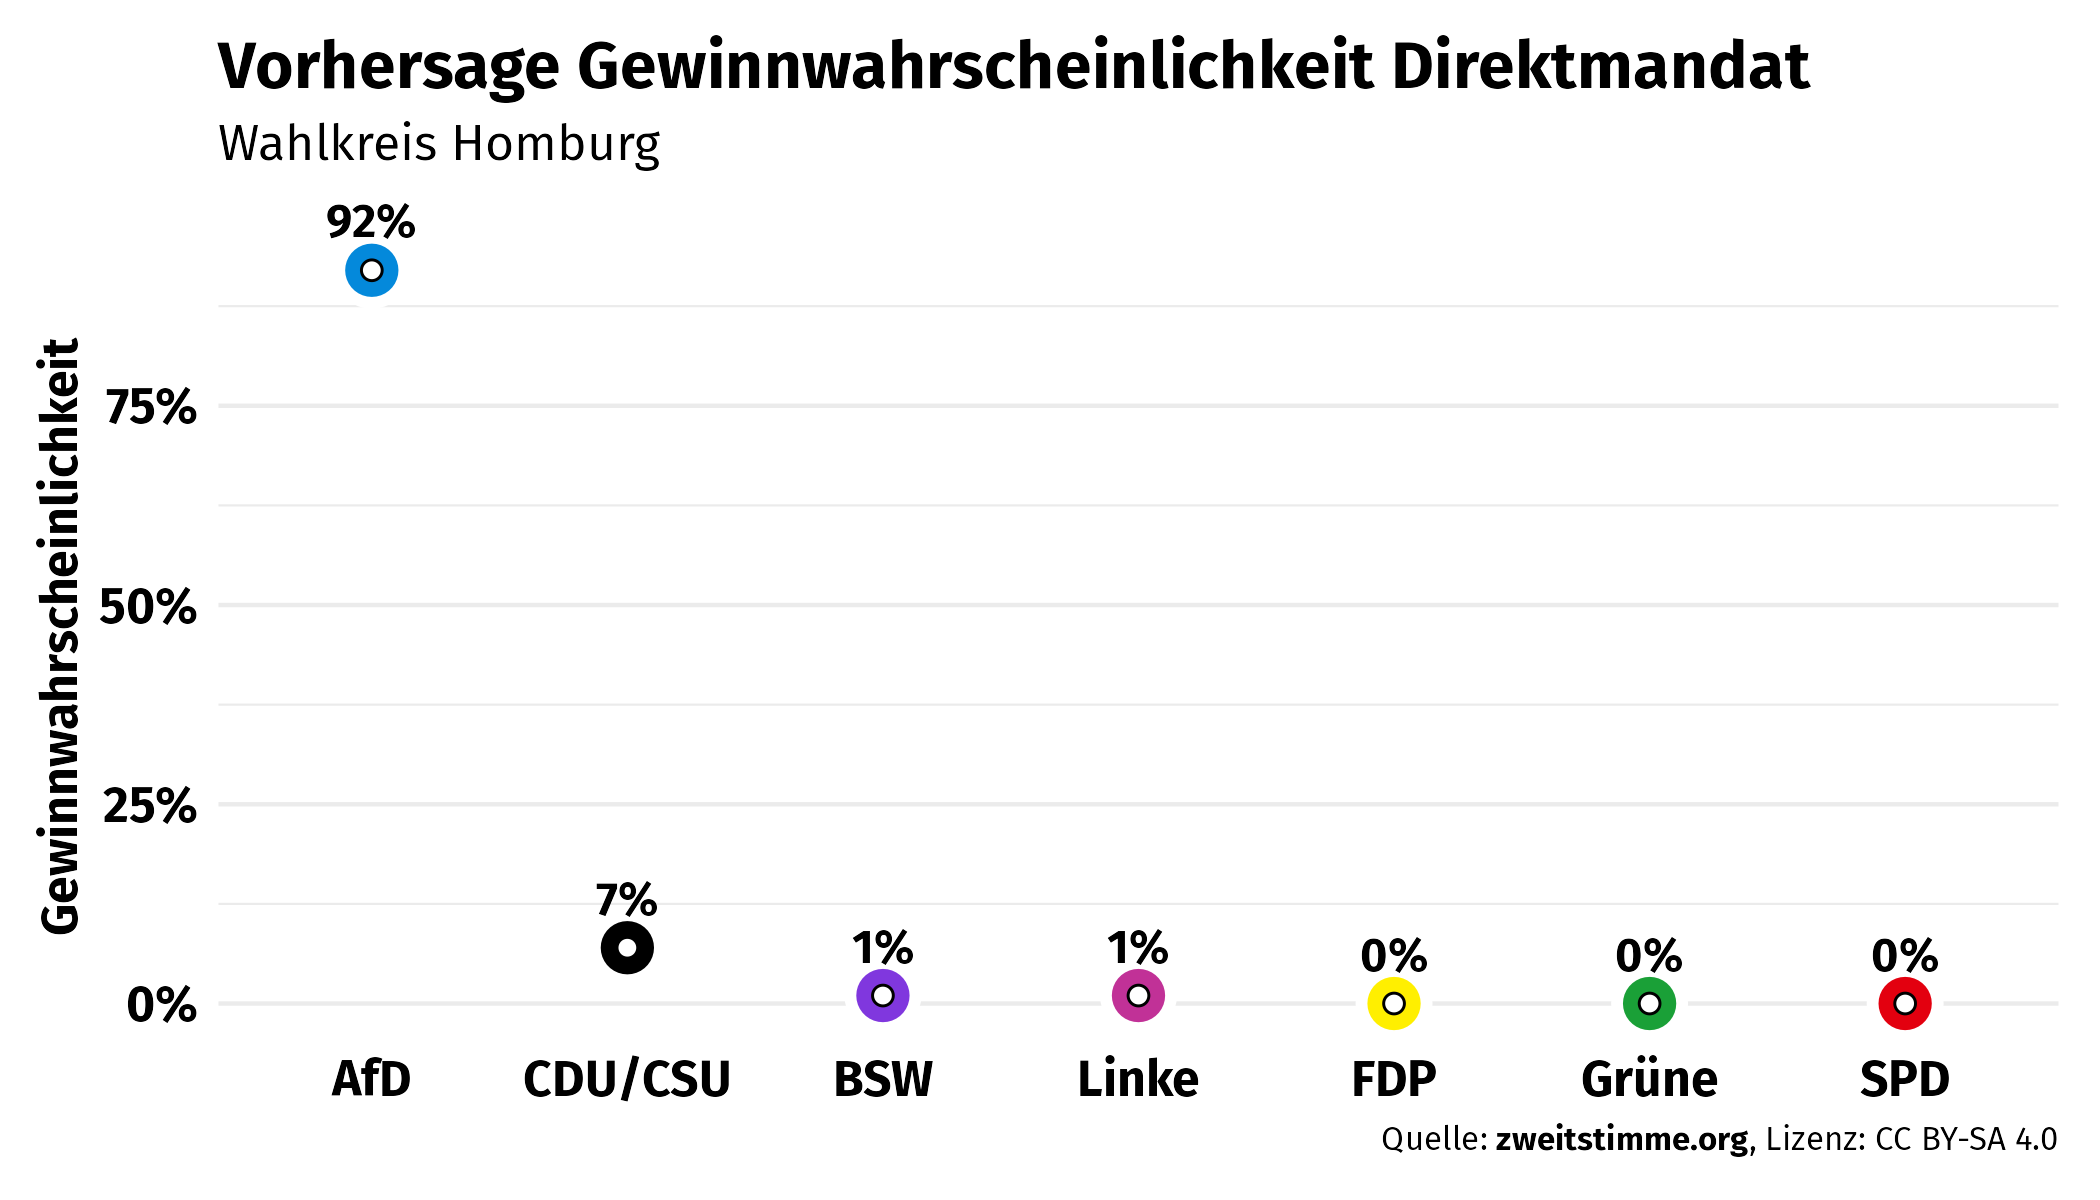 Vorhersage Gewinnwahrscheinlichkeit Direktmandat
Wahlkreis Homburg
92%
Gewinnwahrscheinlichkeit
75%
50%
25%
7%
1%
1%
0%
0%
0%
0%
AfD
CDU/CSU
BSW
Linke
FDP
Grüne
SPD
Quelle: zweitstimme.org, Lizenz: CC BY-SA 4.0